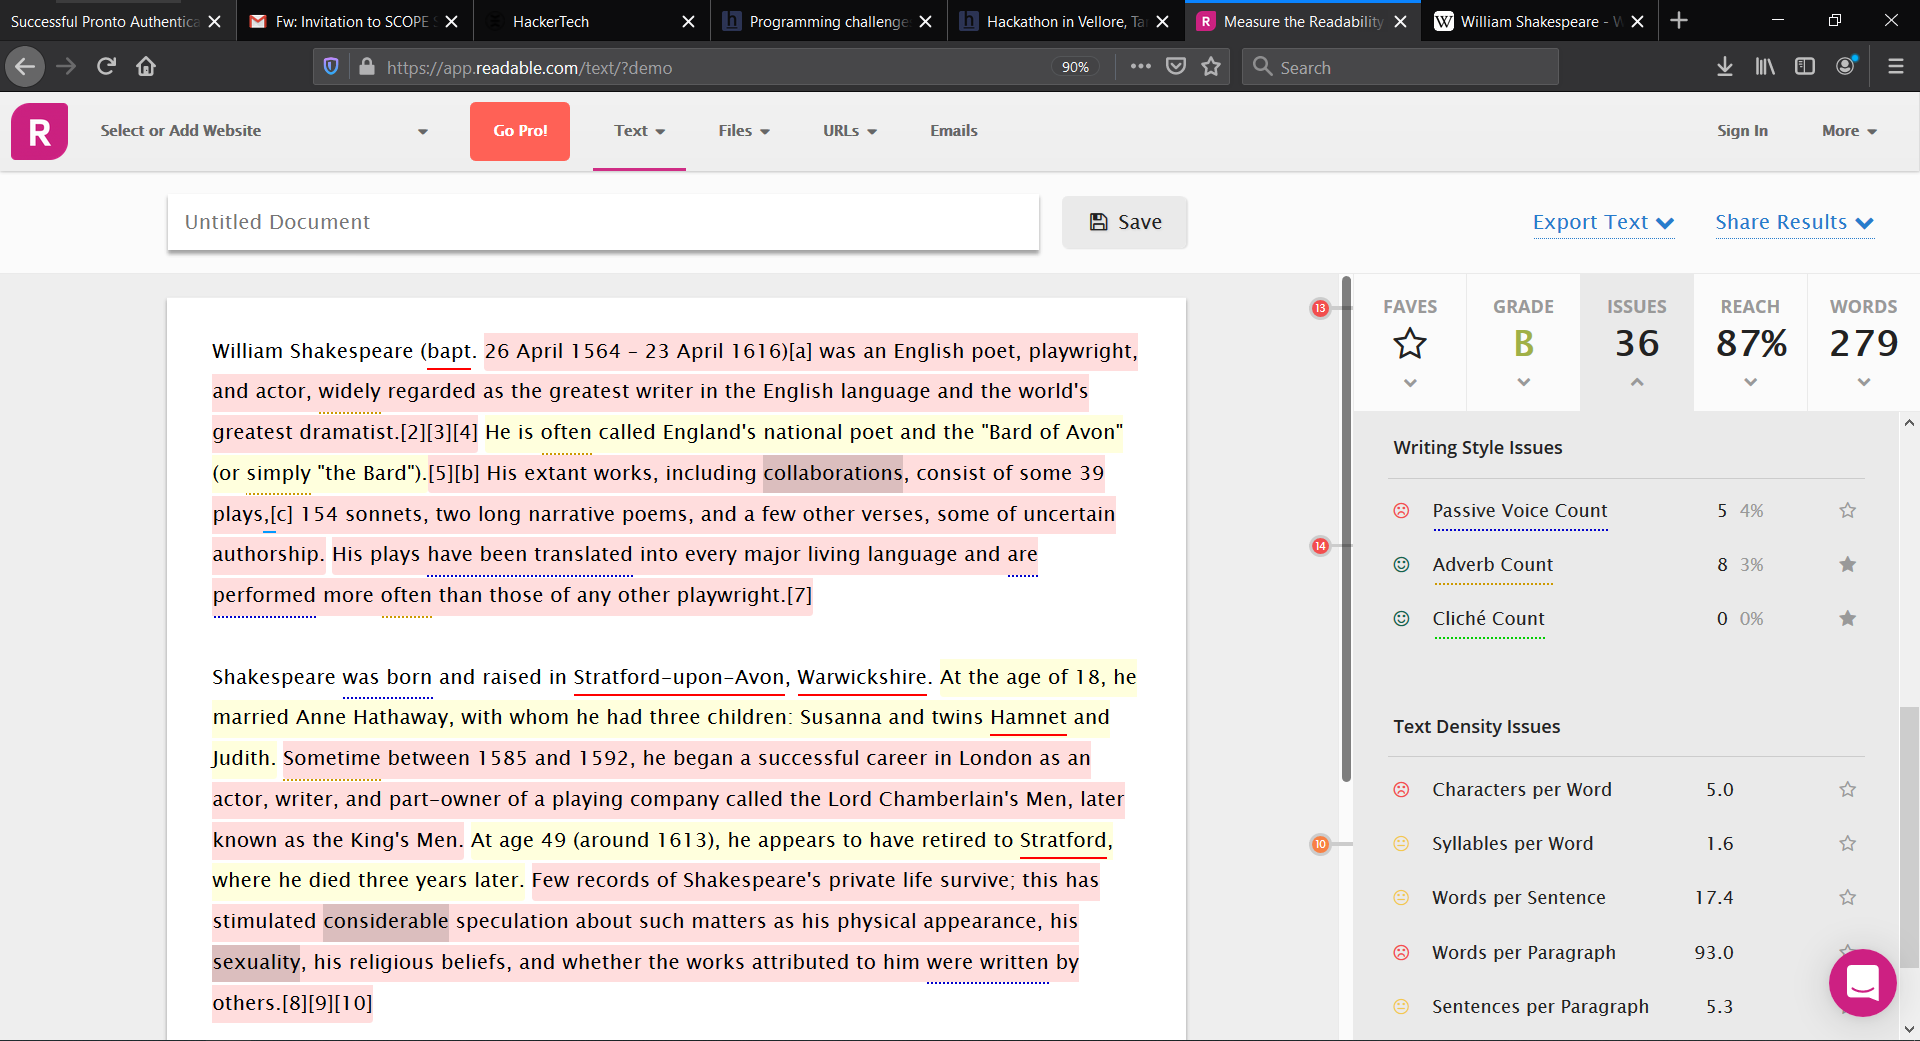 Successful Pronto Authentica
Fw: Invitation to SCOPE
HackerTech
Programming challenge
Hackathon in Vellore, Ta
Measure the Readability
William Shakespeare - W
https://app.readable.com/text/?demo
90%
Search
R
Select or Add Website
Go Pro!
Text
Files
URLs
Emails
Sign In
More
Untitled Document
Save
Export Text
Share Results
William Shakespeare (bapt. 26 April 1564 – 23 April 1616)[a] was an English poet, playwright,
and actor, widely regarded as the greatest writer in the English language and the world's
greatest dramatist.[2][3][4] He is often called England's national poet and the "Bard of Avon"
(or simply "the Bard").[5][b] His extant works, including collaborations, consist of some 39
plays,[c] 154 sonnets, two long narrative poems, and a few other verses, some of uncertain
authorship. His plays have been translated into every major living language and are
performed more often than those of any other playwright.[7]
Shakespeare was born and raised in Stratford-upon-Avon, Warwickshire. At the age of 18, he
married Anne Hathaway, with whom he had three children: Susanna and twins Hamnet and
Judith. Sometime between 1585 and 1592, he began a successful career in London as an
actor, writer, and part-owner of a playing company called the Lord Chamberlain's Men, later
known as the King's Men. At age 49 (around 1613), he appears to have retired to Stratford,
where he died three years later. Few records of Shakespeare's private life survive; this has
stimulated considerable speculation about such matters as his physical appearance, his
sexuality, his religious beliefs, and whether the works attributed to him were written by
others.[8][9][10]
13
14
10
FAVES
GRADE
B
ISSUES
36
REACH
87%
WORDS
279
Writing Style Issues
Passive Voice Count 5 4%
Adverb Count 8 3%
Cliché Count 0 0%
Text Density Issues
Characters per Word 5.0
Syllables per Word 1.6
Words per Sentence 17.4
Words per Paragraph 93.0
Sentences per Paragraph 5.3